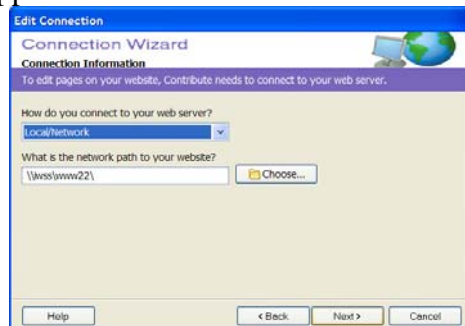 Edit Connection
Connection Wizard
Connection Information
To edit pages on your website, Contribute needs to connect to your web server.
How do you connect to your web server?
Local/Network
What is the network path to your website?
\\wss\www22\
Choose...
Help
< Back
Next >
Cancel